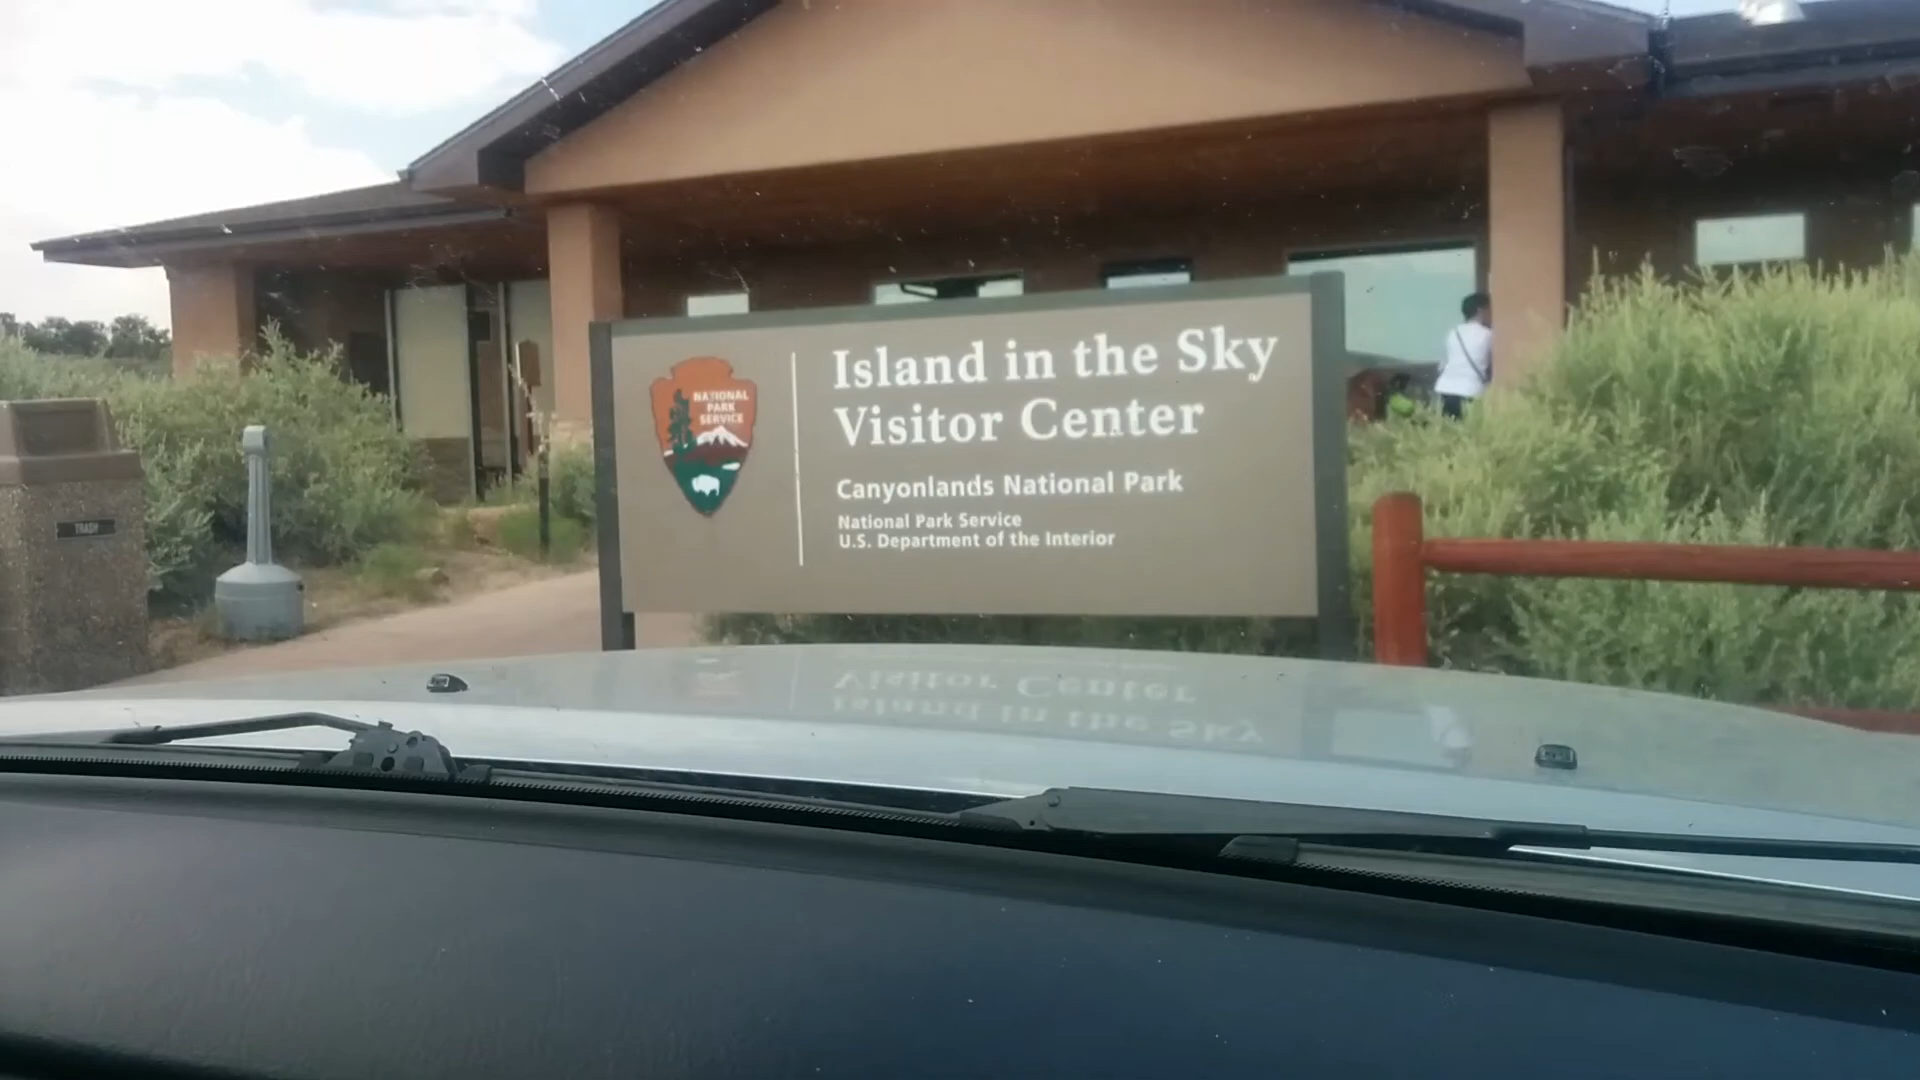 TRASH
NATIONAL
PARK
SERVICE
Island in the Sky
Visitor Center
Canyonlands National Park
National Park Service
U.S. Department of the Interior